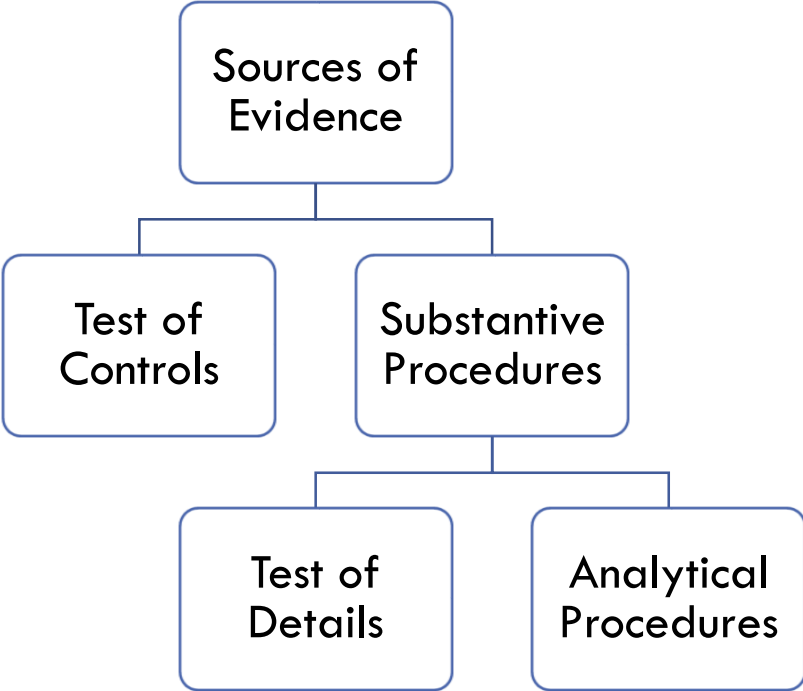 Sources of
Evidence
Test of
Controls
Substantive
Procedures
Test of
Details
Analytical
Procedures